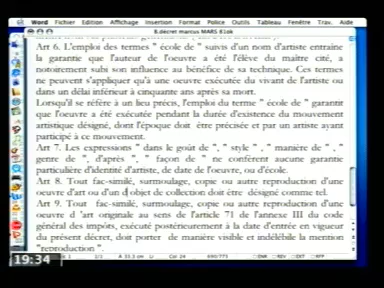 Word Fichier Edition Affichage Insertion Format Police Outils Tableau Fenêtre Trav. Aide
8.décret marcus MARS 81ok
Art 6. L'emploi des termes " école de " suivis d'un nom d'artiste entraine
la garantie que l'auteur de l'oeuvre a été l'élève du maître cité, a
notoirement subi son influence au bénéfice de sa technique. Ces termes
ne peuvent s'appliquer qu'à une oeuvre exécutée du vivant de l'artiste ou
dans un délai inférieur à cinquante ans après sa mort.
Lorsqu'il se réfère à un lieu précis, l'emploi du terme " école de " garantit
que l'oeuvre a été exécutée pendant la durée d'existence du mouvement
artistique désigné, dont l'époque doit être précisée et par un artiste ayant
participé à ce mouvement.
Art 7. Les expressions " dans le goût de ", " style " , " manière de " , "
genre de ", d'après ", " façon de " ne confèrent aucune garantie
particulière d'identité d'artiste, de date de l'oeuvre, ou d'école.
Art 8. Tout fac-similé, surmoulage, copie ou autre reproduction d'une
oeuvre d'art ou d'un d objet de collection doit être désigné comme tel.
Art 9. Tout fac-similé, surmoulage, copie ou autre reproduction d'une
oeuvre d 'art originale au sens de l'article 71 de l'annexe III du code
général des impôts, exécuté postérieurement à la date d'entrée en vigueur
du présent décret, doit porter de manière visible et indélébile la mention
"reproduction ".
19:34